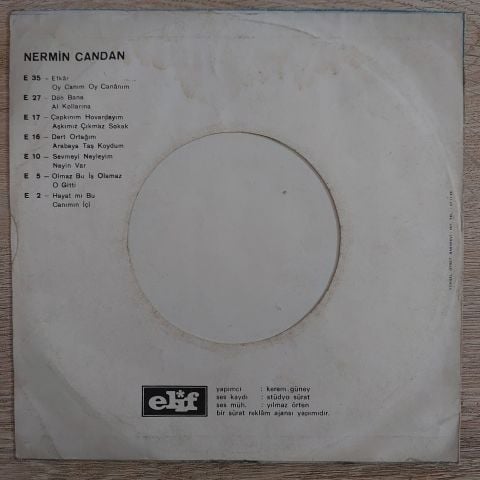 NERMİN CANDAN
E 35 – Efkâr
Oy Canım Oy Canânım
E 27 – Dön Bana
Al Kollarına
E 17 – Çapkınım Hovardayım
Aşkımız Çıkmaz Sokak
E 16 – Dert Ortağım
Arabaya Taş Koydum
E 10 – Sevmeyi Neyleyim
Neyin Var
E 5 – Olmaz Bu İş Olamaz
O Gitti
E 2 – Hayat mı Bu
Canımın İçi
elif
yapımcı : kerem güney
ses kaydı : stüdyo sürat
ses müh. : yılmaz örten
bir sürat reklâm ajansı yapımıdır.